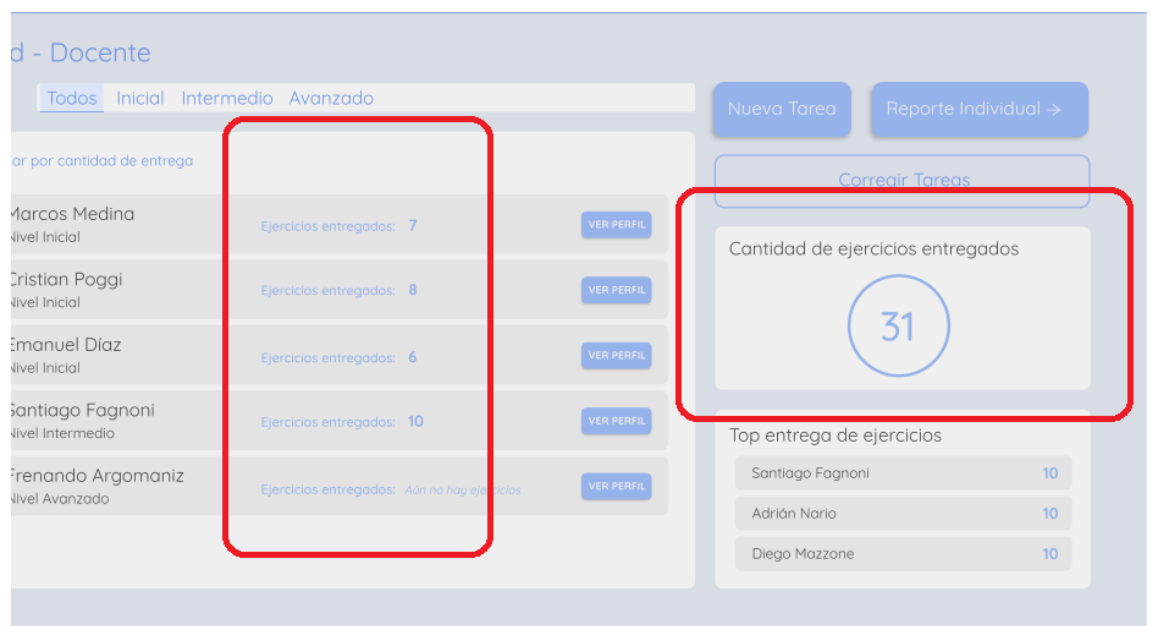 d - Docente
Todos Inicial Intermedio Avanzado
Nueva Tarea
Reporte Individual →
ar por cantidad de entrega
Corregir Tareas
Marcos Medina
Nivel Inicial
Ejercicios entregados: 7
VER PERFIL
Cristian Poggi
Nivel Inicial
Ejercicios entregados: 8
VER PERFIL
Emanuel Díaz
Nivel Inicial
Ejercicios entregados: 6
VER PERFIL
Santiago Fagnoni
Nivel Intermedio
Ejercicios entregados: 10
VER PERFIL
Frenando Argomaniz
Nivel Avanzado
Ejercicios entregados: Aún no hay ejercicios
VER PERFIL
Cantidad de ejercicios entregados
31
Top entrega de ejercicios
Santiago Fagnoni 10
Adrián Nario 10
Diego Mazzone 10